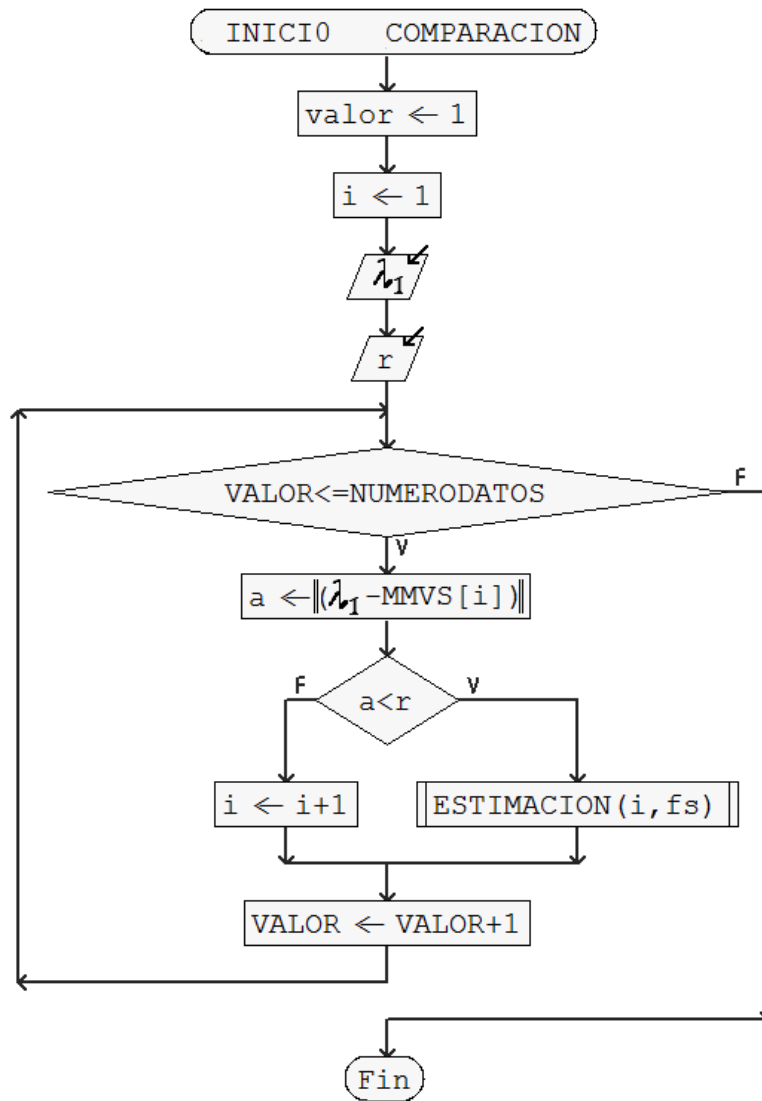 INICI0 COMPARACION
valor ← 1
i ← 1
λ1
r
VALOR<=NUMERODATOS
F
V
a ←‖(λ1-MMVS[i])‖
F
V
a<r
i ← i+1
ESTIMACION(i,fs)
VALOR ← VALOR+1
Fin